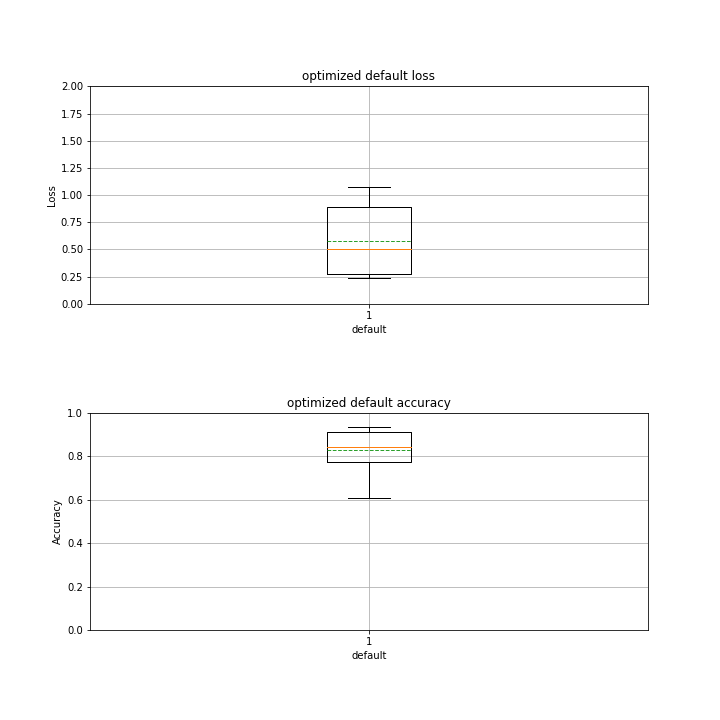 optimized default loss
2.00
1.75
1.50
1.25
1.00
0.75
0.50
0.25
0.00
Loss
1
default
optimized default accuracy
1.0
0.8
0.6
0.4
0.2
0.0
Accuracy
1
default